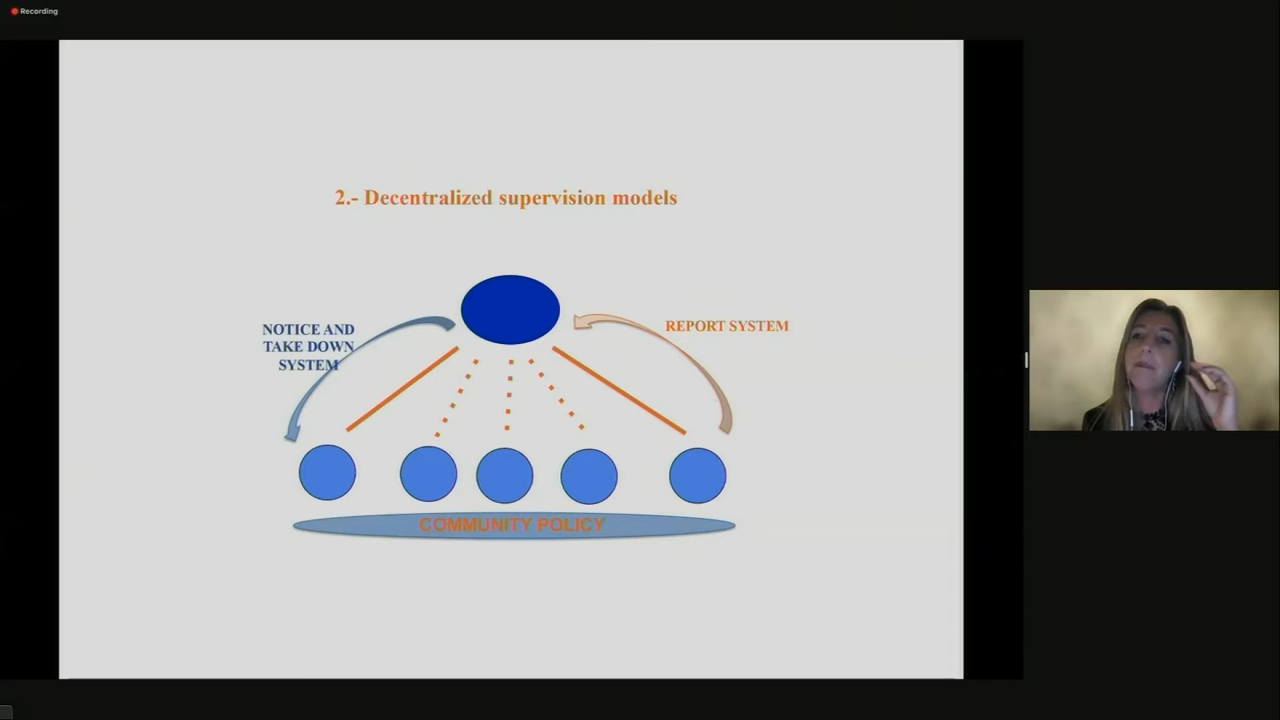 Recording
2.- Decentralized supervision models
NOTICE AND
TAKE DOWN
SYSTEM
REPORT SYSTEM
COMMUNITY POLICY